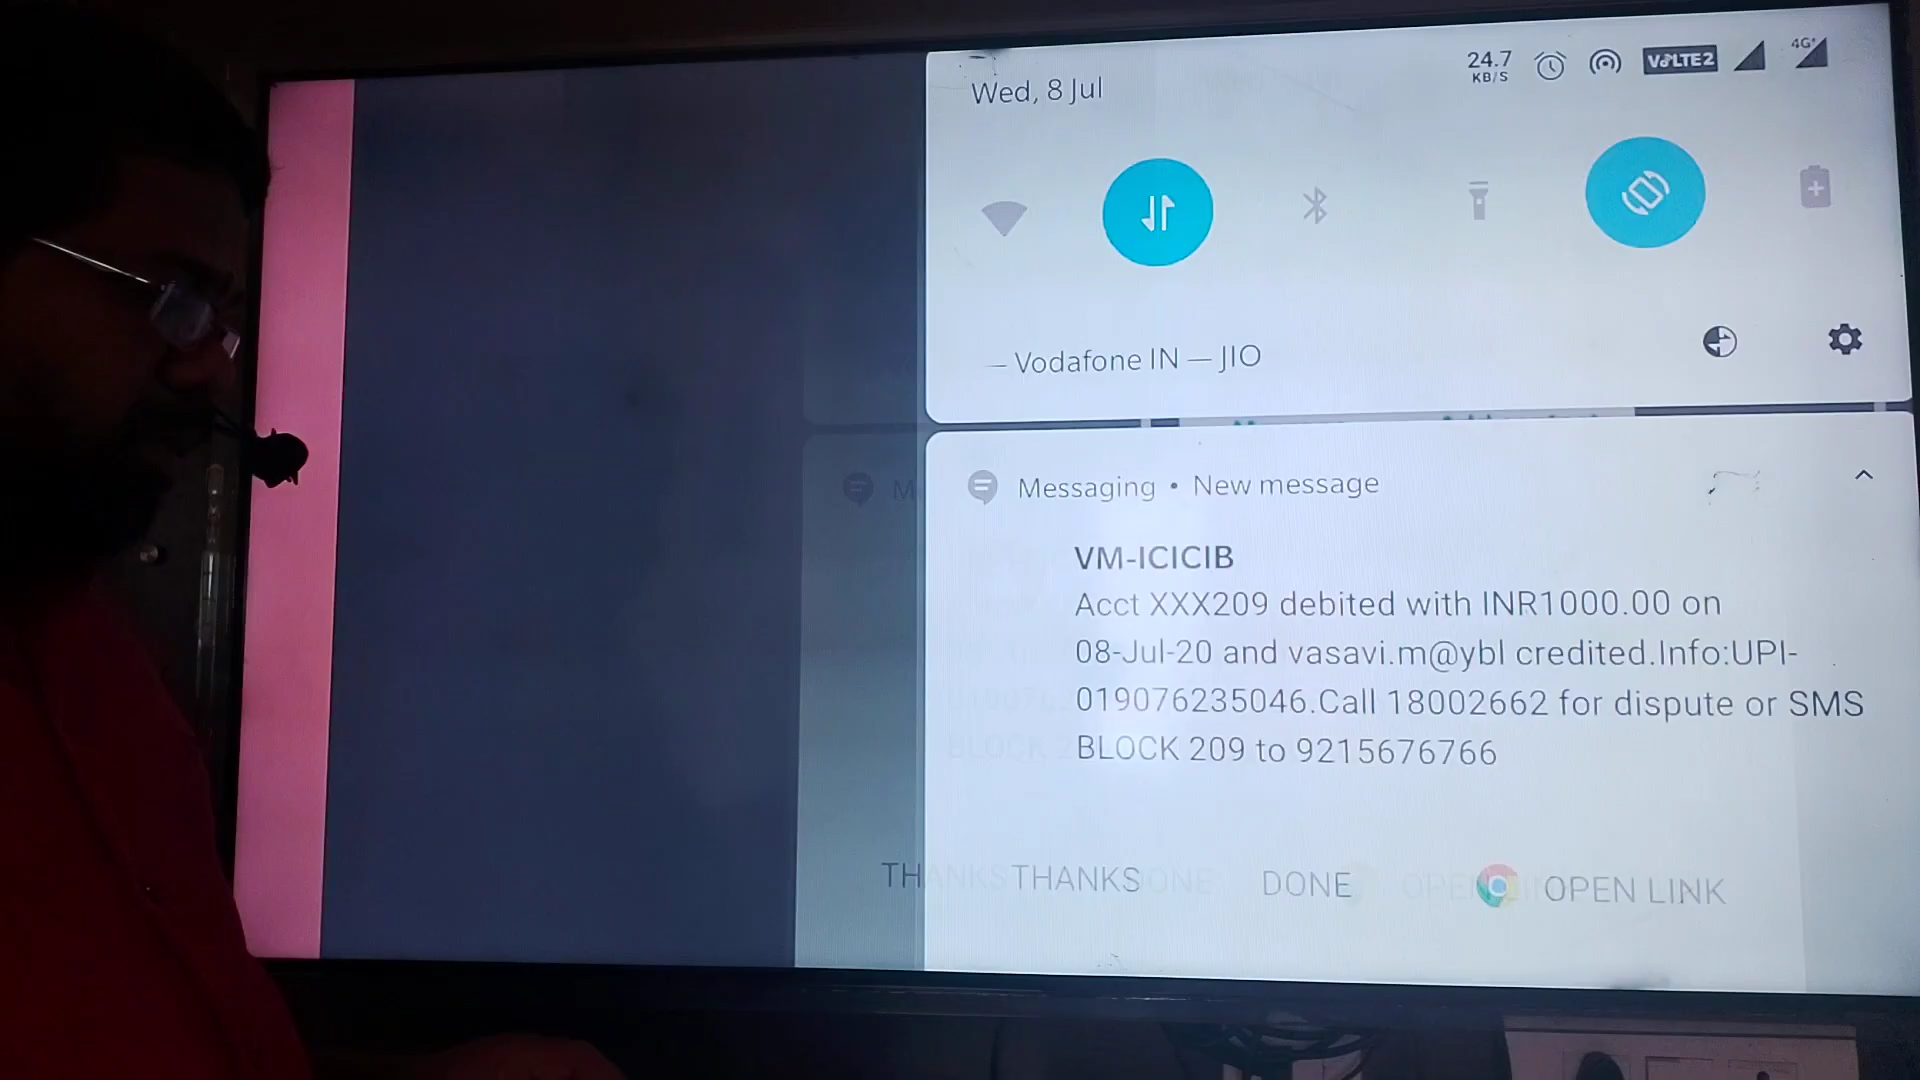 24.7
KB/S
VoLTE2
4G+
Wed, 8 Jul
— Vodafone IN — JIO
Messaging • New message
VM-ICICIB
Acct XXX209 debited with INR1000.00 on
08-Jul-20 and vasavi.m@ybl credited.Info:UPI-
019076235046.Call 18002662 for dispute or SMS
BLOCK 209 to 9215676766
THANKS DONE OPEN LINK